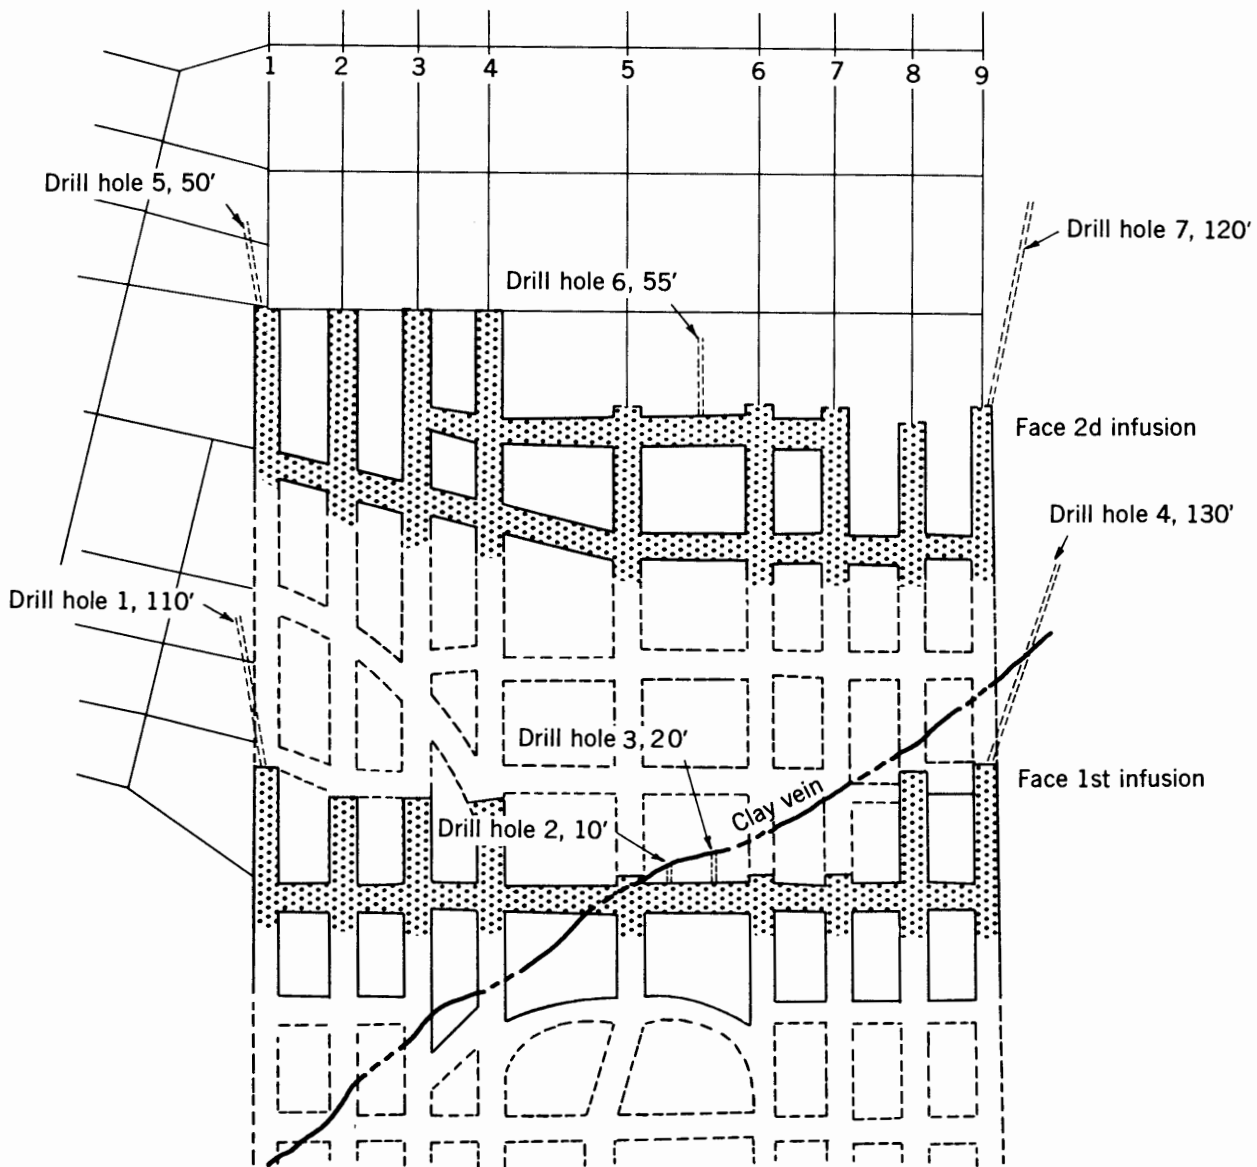 1 2 3 4 5 6 7 8 9
Drill hole 5, 50'
Drill hole 7, 120'
Drill hole 6, 55'
Face 2d infusion
Drill hole 4, 130'
Drill hole 1, 110'
Drill hole 3, 20'
Face 1st infusion
Clay vein
Drill hole 2, 10'